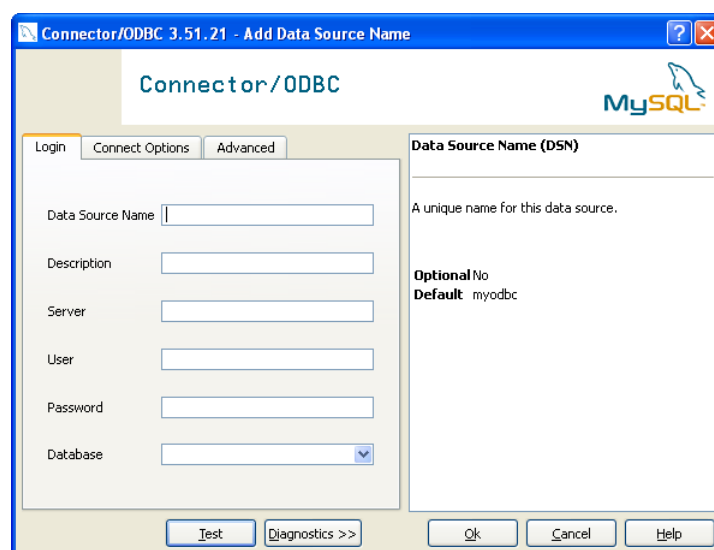 Connector/ODBC 3.51.21 - Add Data Source Name
Connector/ODBC
MySQL
Login
Connect Options
Advanced
Data Source Name
Description
Server
User
Password
Database
Data Source Name (DSN)
A unique name for this data source.
Optional No
Default myodbc
Test
Diagnostics >>
Ok
Cancel
Help